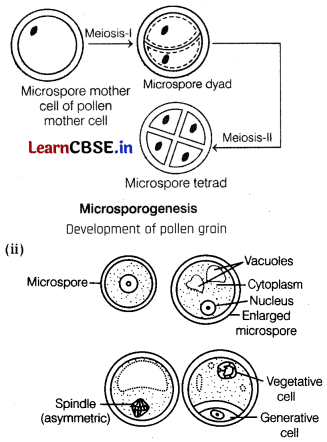 Meiosis-I
Microspore mother
cell of pollen
mother cell
Microspore dyad
LearnCBSE.in
Meiosis-II
Microspore tetrad
Microsporogenesis
Development of pollen grain
(ii)
Microspore
Vacuoles
Cytoplasm
Nucleus
Enlarged
microspore
Spindle
(asymmetric)
Vegetative
cell
Generative
cell